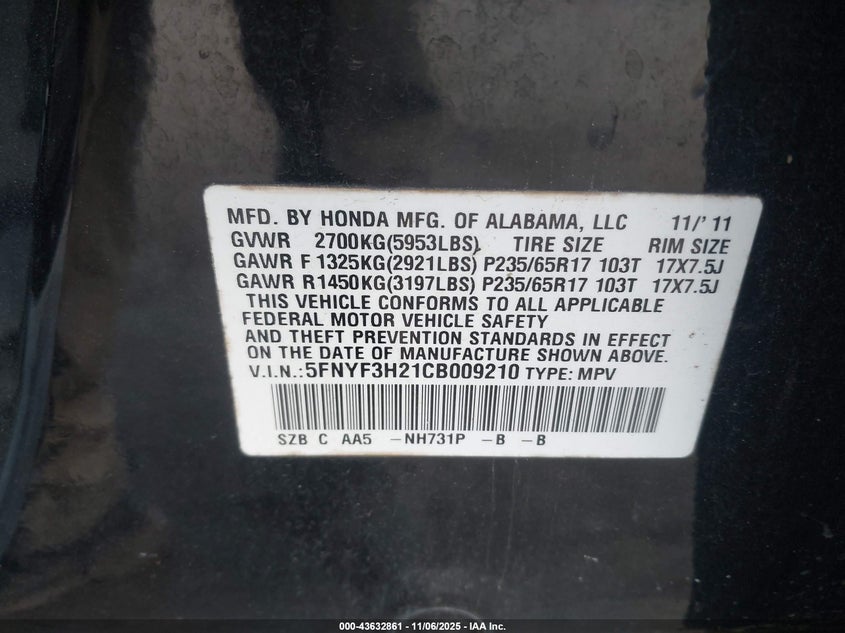 MFD. BY HONDA MFG. OF ALABAMA, LLC 11/'11
GVWR 2700KG(5953LBS) TIRE SIZE RIM SIZE
GAWR F 1325KG(2921LBS) P235/65R17 103T 17X7.5J
GAWR R1450KG(3197LBS) P235/65R17 103T 17X7.5J
THIS VEHICLE CONFORMS TO ALL APPLICABLE
FEDERAL MOTOR VEHICLE SAFETY
AND THEFT PREVENTION STANDARDS IN EFFECT
ON THE DATE OF MANUFACTURE SHOWN ABOVE.
V.I.N.:5FNYF3H21CB009210 TYPE: MPV
SZB C AA5 -NH731P -B -B
000-43632861 - 11/06/2025 - IAA Inc.